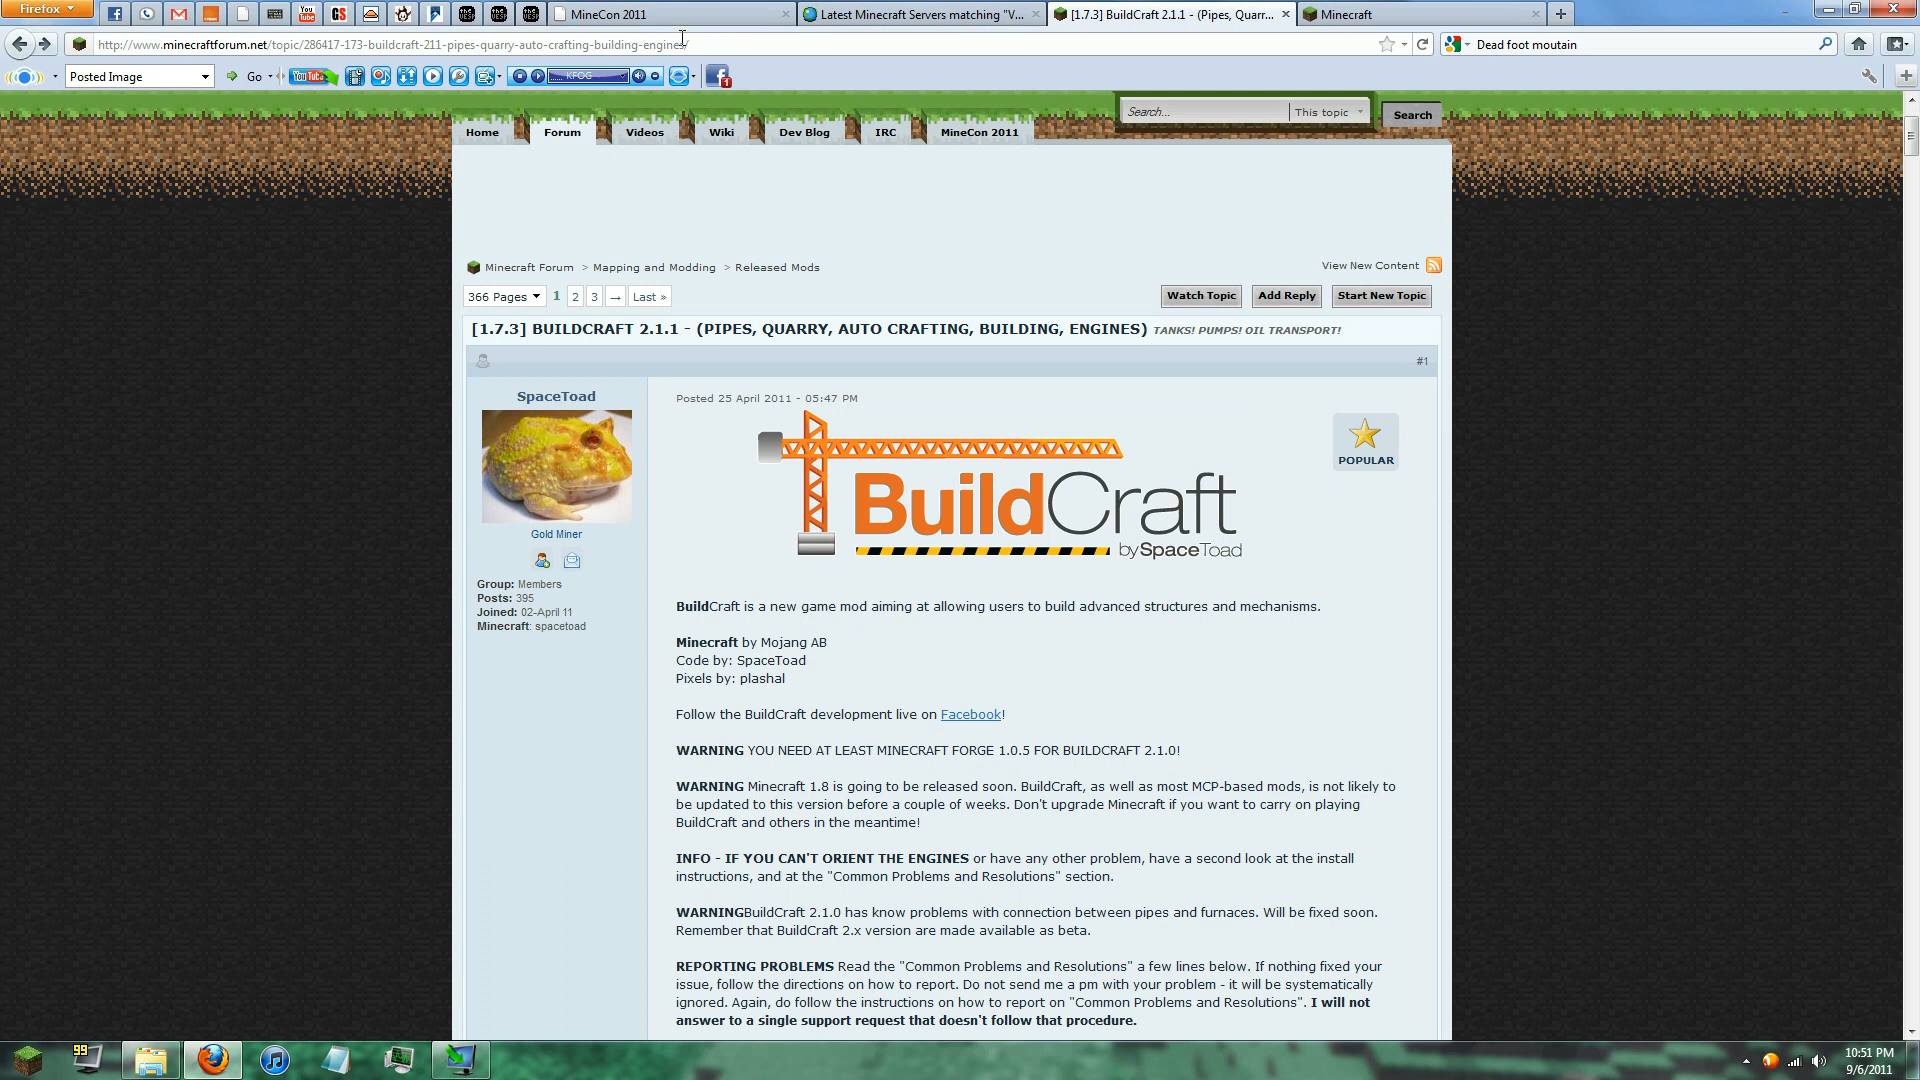 Firefox
MineCon 2011
Latest Minecraft Servers matching "V...
[1.7.3] BuildCraft 2.1.1 - (Pipes, Quarr...
Minecraft
http://www.minecraftforum.net/topic/286417-173-buildcraft-211-pipes-quarry-auto-crafting-building-engines/
Dead foot moutain
Posted Image
Go
YouTube
KFOG
1
Home
Forum
Videos
Wiki
Dev Blog
IRC
MineCon 2011
Search...
This topic
Search
Minecraft Forum > Mapping and Modding > Released Mods
View New Content
366 Pages 1 2 3 → Last »
Watch Topic
Add Reply
Start New Topic
[1.7.3] BUILDCRAFT 2.1.1 - (PIPES, QUARRY, AUTO CRAFTING, BUILDING, ENGINES) TANKS! PUMPS! OIL TRANSPORT!
#1
SpaceToad
Gold Miner
Group: Members
Posts: 395
Joined: 02-April 11
Minecraft: spacetoad
Posted 25 April 2011 - 05:47 PM
POPULAR
BuildCraft
by SpaceToad
BuildCraft is a new game mod aiming at allowing users to build advanced structures and mechanisms.
Minecraft by Mojang AB
Code by: SpaceToad
Pixels by: plashal
Follow the BuildCraft development live on Facebook!
WARNING YOU NEED AT LEAST MINECRAFT FORGE 1.0.5 FOR BUILDCRAFT 2.1.0!
WARNING Minecraft 1.8 is going to be released soon. BuildCraft, as well as most MCP-based mods, is not likely to
be updated to this version before a couple of weeks. Don't upgrade Minecraft if you want to carry on playing
BuildCraft and others in the meantime!
INFO - IF YOU CAN'T ORIENT THE ENGINES or have any other problem, have a second look at the install
instructions, and at the "Common Problems and Resolutions" section.
WARNINGBuildCraft 2.1.0 has know problems with connection between pipes and furnaces. Will be fixed soon.
Remember that BuildCraft 2.x version are made available as beta.
REPORTING PROBLEMS Read the "Common Problems and Resolutions" a few lines below. If nothing fixed your
issue, follow the directions on how to report. Do not send me a pm with your problem - it will be systematically
ignored. Again, do follow the instructions on how to report on "Common Problems and Resolutions". I will not
answer to a single support request that doesn't follow that procedure.
99
10:51 PM
9/6/2011